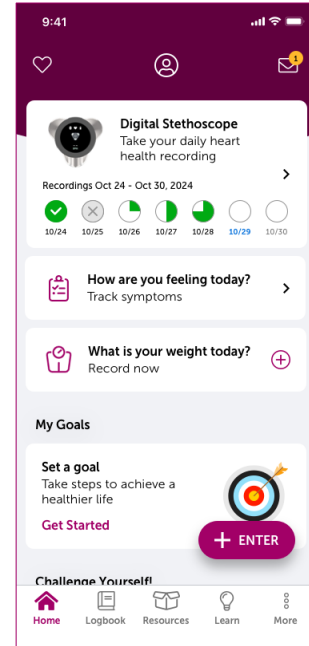 9:41
1
Digital Stethoscope
Take your daily heart
health recording
Recordings Oct 24 - Oct 30, 2024
10/24 10/25 10/26 10/27 10/28 10/29 10/30
How are you feeling today?
Track symptoms
What is your weight today?
Record now
My Goals
Set a goal
Take steps to achieve a
healthier life
Get Started
ENTER
Challenge Yourself!
Home Logbook Resources Learn More